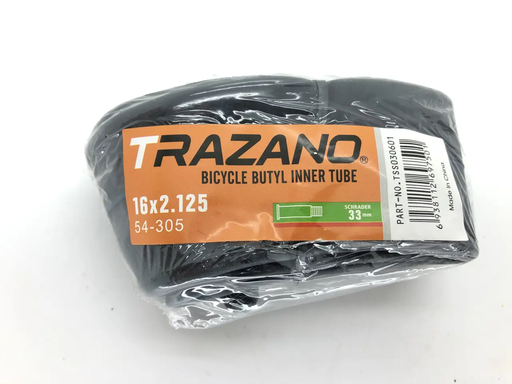 TRAZANO®
BICYCLE BUTYL INNER TUBE
16x2.125
54-305
SCHRADER
33mm
PART-NO.TSS030601
Made in China